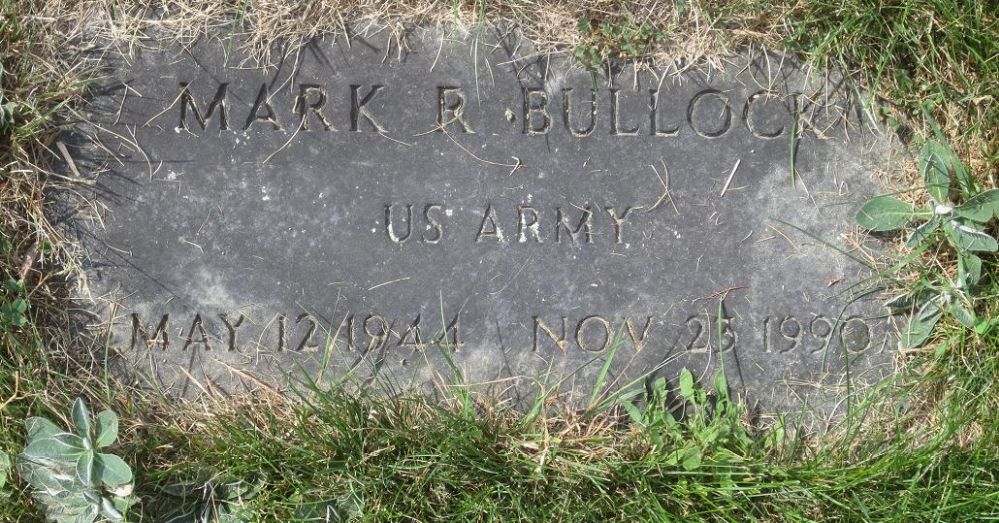 MARK R BULLOCK
US ARMY
MAY 12 1944 NOV 23 1990